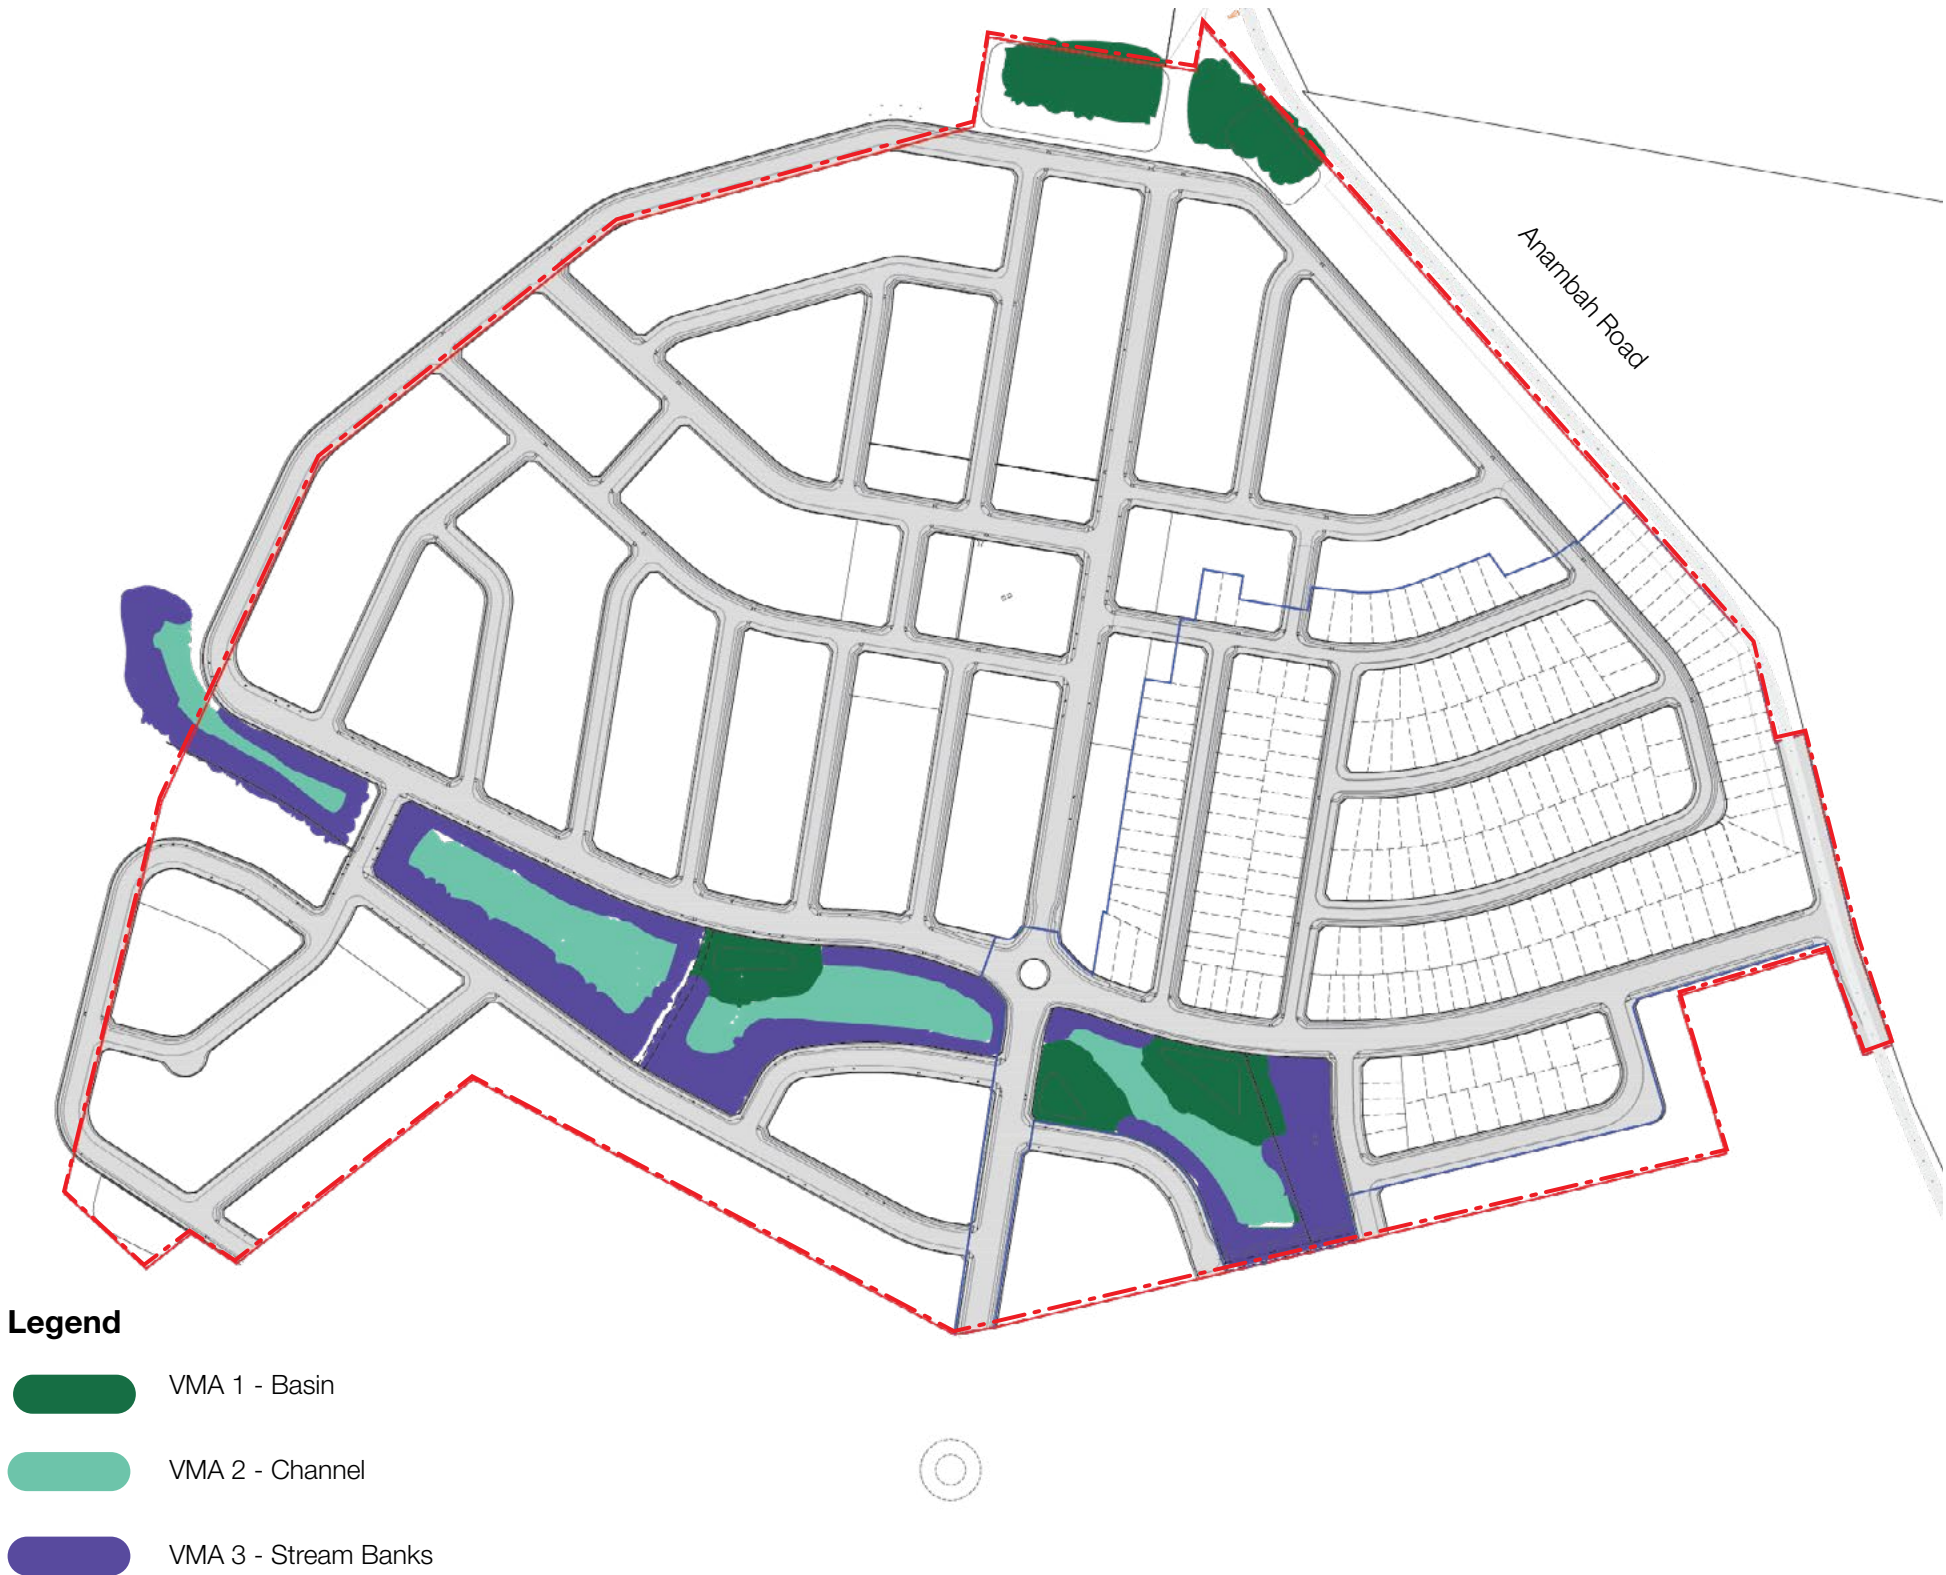 Anambah Road
Legend
VMA 1 - Basin
VMA 2 - Channel
VMA 3 - Stream Banks